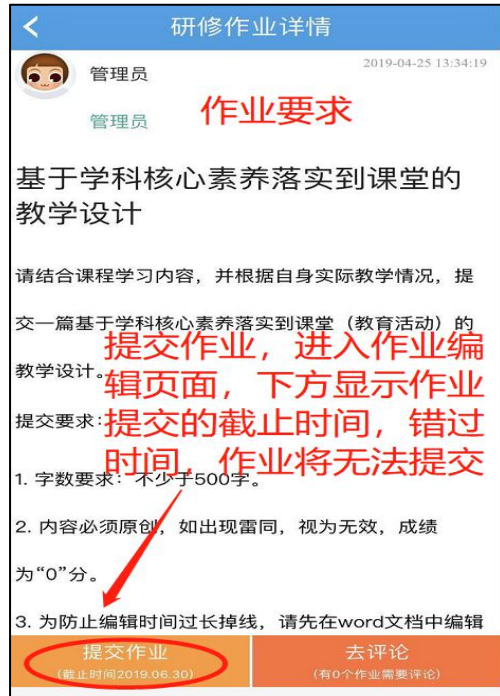 研修作业详情
管理员
2019-04-25 13:34:19
管理员
作业要求
基于学科核心素养落实到课堂的
教学设计
请结合课程学习内容，并根据自身实际教学情况，提
交一篇基于学科核心素养落实到课堂（教育活动）的
教学设计。
提交作业，进入作业编
辑页面，下方显示作业
提交的截止时间，错过
时间，作业将无法提交
提交要求：
1. 字数要求：不少于500字。
2. 内容必须原创，如出现雷同，视为无效，成绩
为“0”分。
3. 为防止编辑时间过长掉线，请先在word文档中编辑
提交作业
(截止时间2019.06.30)
去评论
(有0个作业需要评论)